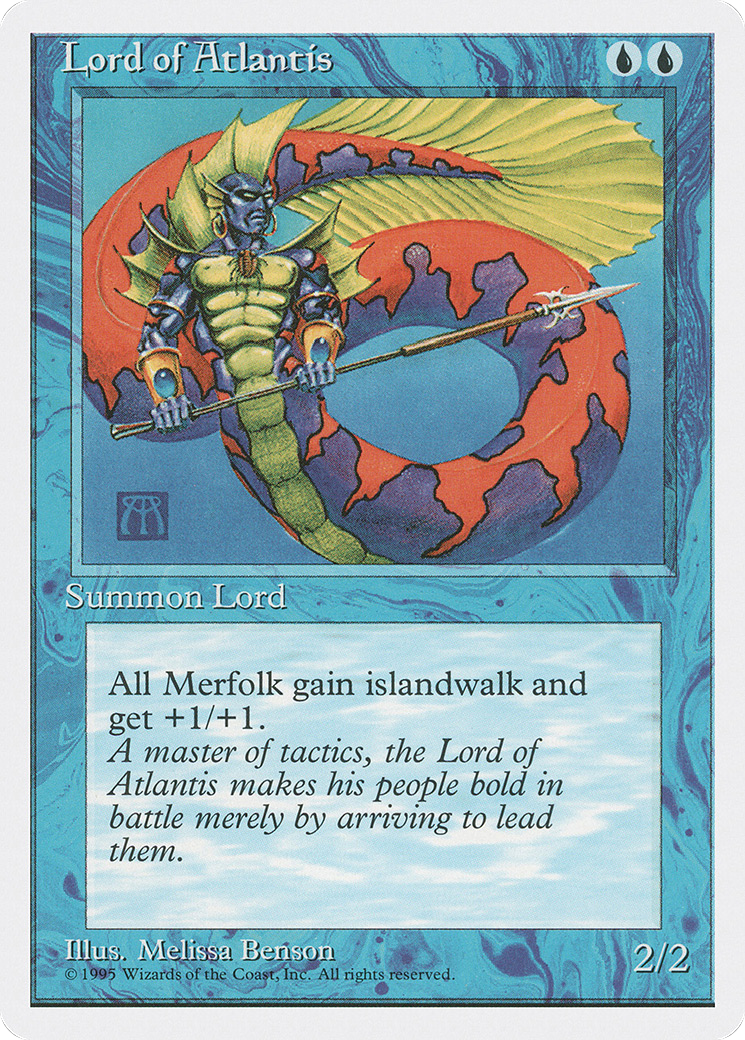 Lord of Atlantis
Summon Lord
All Merfolk gain islandwalk and
get +1/+1.
A master of tactics, the Lord of
Atlantis makes his people bold in
battle merely by arriving to lead
them.
Illus. Melissa Benson
2/2
© 1995 Wizards of the Coast, Inc. All rights reserved.